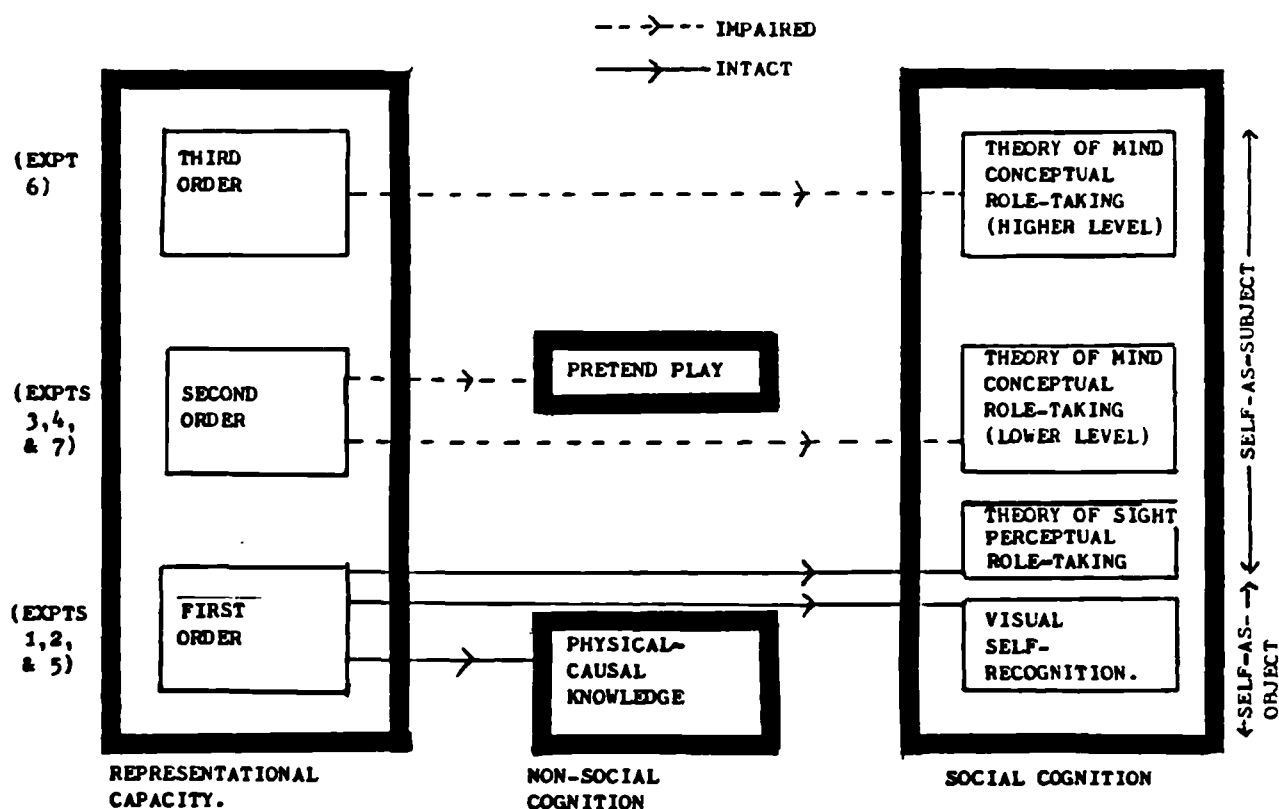 IMPAIRED
INTACT
(EXPT
6)
THIRD
ORDER
THEORY OF MIND
CONCEPTUAL
ROLE-TAKING
(HIGHER LEVEL)
(EXPTS
3,4,
& 7)
SECOND
ORDER
PRETEND PLAY
THEORY OF MIND
CONCEPTUAL
ROLE-TAKING
(LOWER LEVEL)
THEORY OF SIGHT
PERCEPTUAL
ROLE-TAKING
(EXPTS
1,2,
& 5)
FIRST
ORDER
PHYSICAL-
CAUSAL
KNOWLEDGE
VISUAL
SELF-
RECOGNITION.
SELF-AS-SUBJECT
SELF-AS-
OBJECT
REPRESENTATIONAL
CAPACITY.
NON-SOCIAL
COGNITION
SOCIAL COGNITION